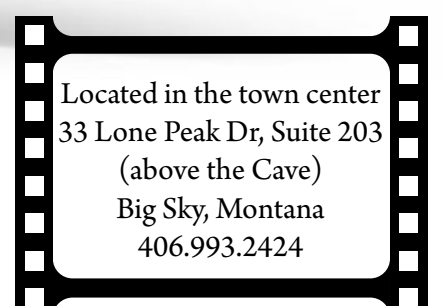 Located in the town center
33 Lone Peak Dr, Suite 203
(above the Cave)
Big Sky, Montana
406.993.2424